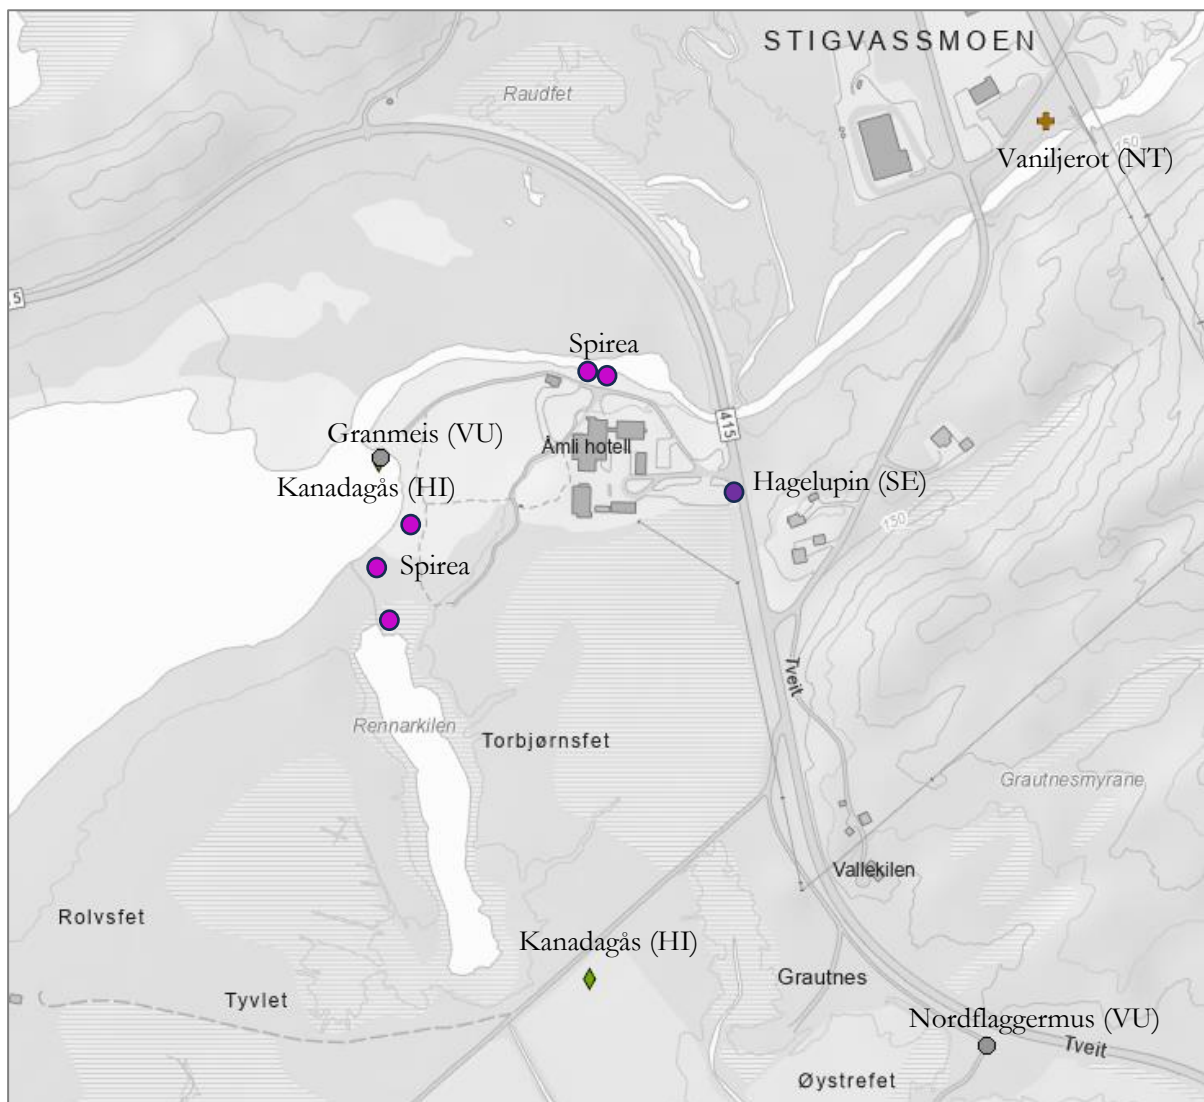 STIGVASSMOEN
Raudfet
Vaniljerot (NT)
150
5
Spirea
415
Granmeis (VU)
Åmli hotell
Kanadagås (HI)
Hagelupin (SE)
150
Spirea
Tveit
Rennarkilen
Torbjørnsfet
Grautnesmyrane
Vallekilen
Rolvsfet
Kanadagås (HI)
Grautnes
Tyvlet
Nordflaggermus (VU)
Tveit
Øystrefet